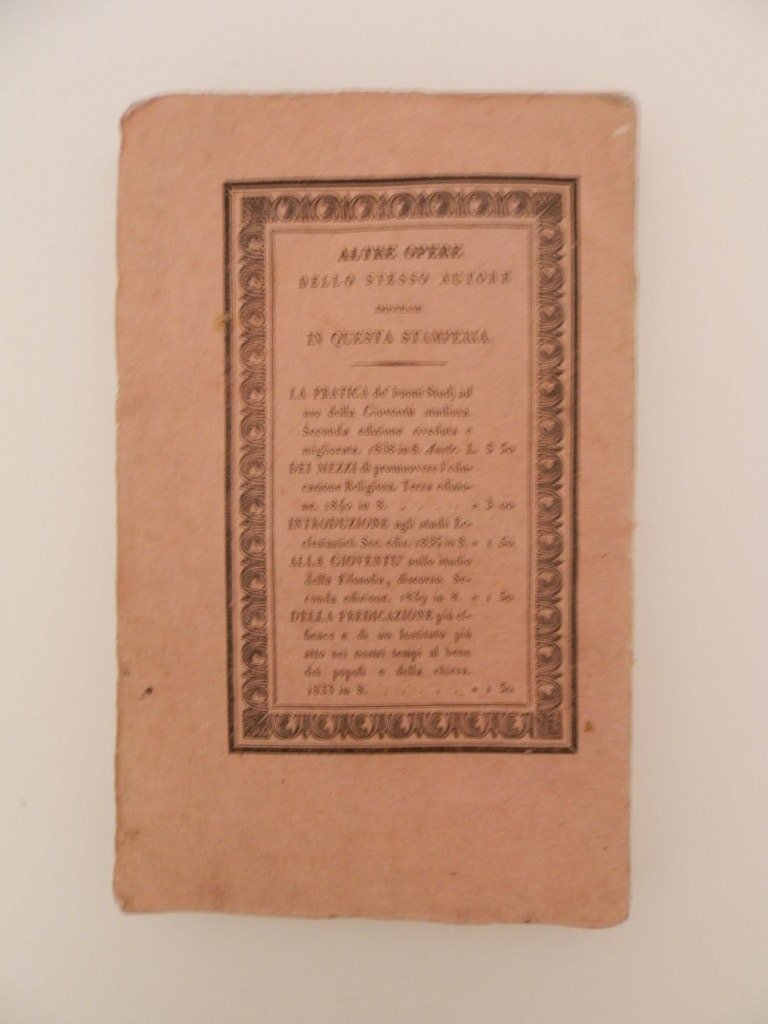 ALTRE OPERE
DELLO STESSO AUTORE
IN QUESTA STAMPERIA
LA PRATICA de' buoni Studj ad
uso della Gioventù studiosa.
Seconda edizione riveduta e
migliorata. 1838 in 8. Austr. L. 5 50
DEI MEZZI di promuovere l'edu-
cazione Religiosa. Terza edizio-
ne. 1840 in 8. . . . . . » 3 00
INTRODUZIONE agli studii Ec-
clesiastici. Sec. ediz. 1836 in 8. » 1 50
ALLA GIOVENTU' sullo studio
della Filosofia, discorso. Se-
conda edizione. 1839 in 8. » 1 50
DELLA PREDICAZIONE più ef-
ficace e di un Instituto più
atto nei nostri tempi al bene
dei popoli e della chiesa.
1833 in 8. . . . . . . » 1 50